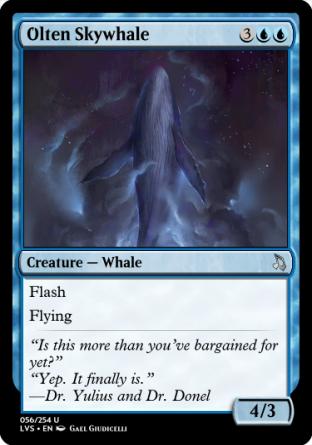 Olten Skywhale 3
Creature — Whale
Flash
Flying
“Is this more than you’ve bargained for
yet?”
“Yep. It finally is.”
—Dr. Yulius and Dr. Donel
4/3
056/254 U
LVS • EN Gael Giudicelli